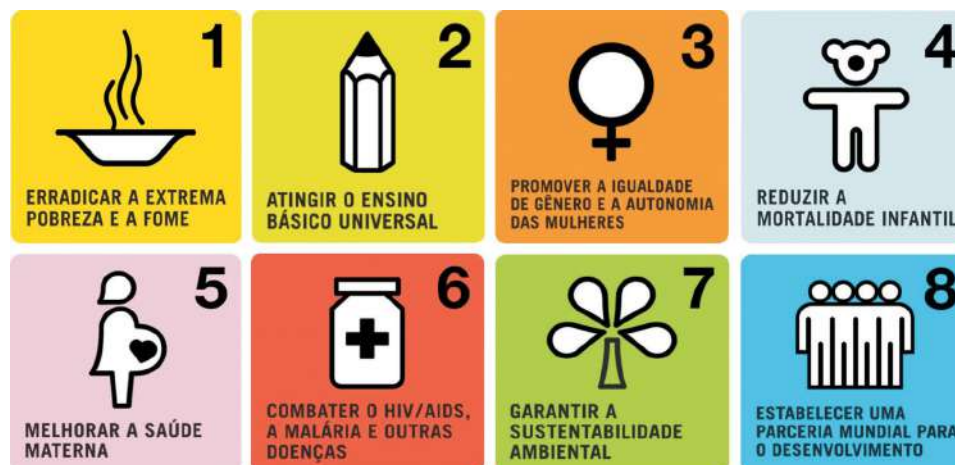 1
ERRADICAR A EXTREMA
POBREZA E A FOME
2
ATINGIR O ENSINO
BÁSICO UNIVERSAL
3
PROMOVER A IGUALDADE
DE GÊNERO E A AUTONOMIA
DAS MULHERES
4
REDUZIR A
MORTALIDADE INFANTIL
5
MELHORAR A SAÚDE
MATERNA
6
COMBATER O HIV/AIDS,
A MALÁRIA E OUTRAS
DOENÇAS
7
GARANTIR A
SUSTENTABILIDADE
AMBIENTAL
8
ESTABELECER UMA
PARCERIA MUNDIAL PARA
O DESENVOLVIMENTO